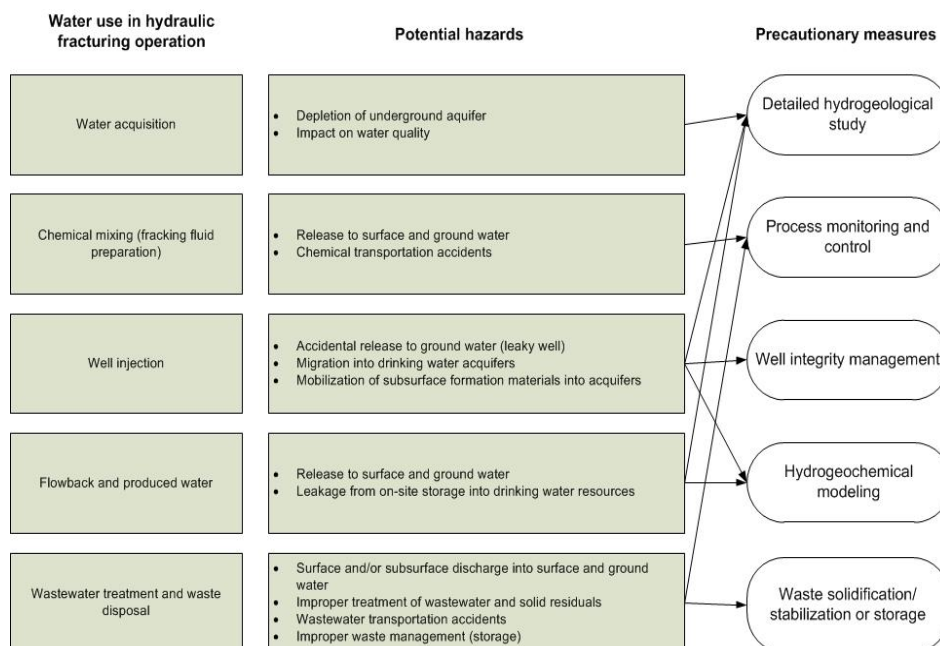 Water use in hydraulic
fracturing operation
Potential hazards
Precautionary measures
Water acquisition
• Depletion of underground aquifer
• Impact on water quality
Detailed hydrogeological
study
Chemical mixing (fracking fluid
preparation)
• Release to surface and ground water
• Chemical transportation accidents
Process monitoring and
control
Well injection
• Accidental release to ground water (leaky well)
• Migration into drinking water acquifers
• Mobilization of subsurface formation materials into acquifers
Well integrity management
Flowback and produced water
• Release to surface and ground water
• Leakage from on-site storage into drinking water resources
Hydrogeochemical
modeling
Wastewater treatment and waste
disposal
• Surface and/or subsurface discharge into surface and ground
water
• Improper treatment of wastewater and solid residuals
• Wastewater transportation accidents
• Improper waste management (storage)
Waste solidification/
stabilization or storage